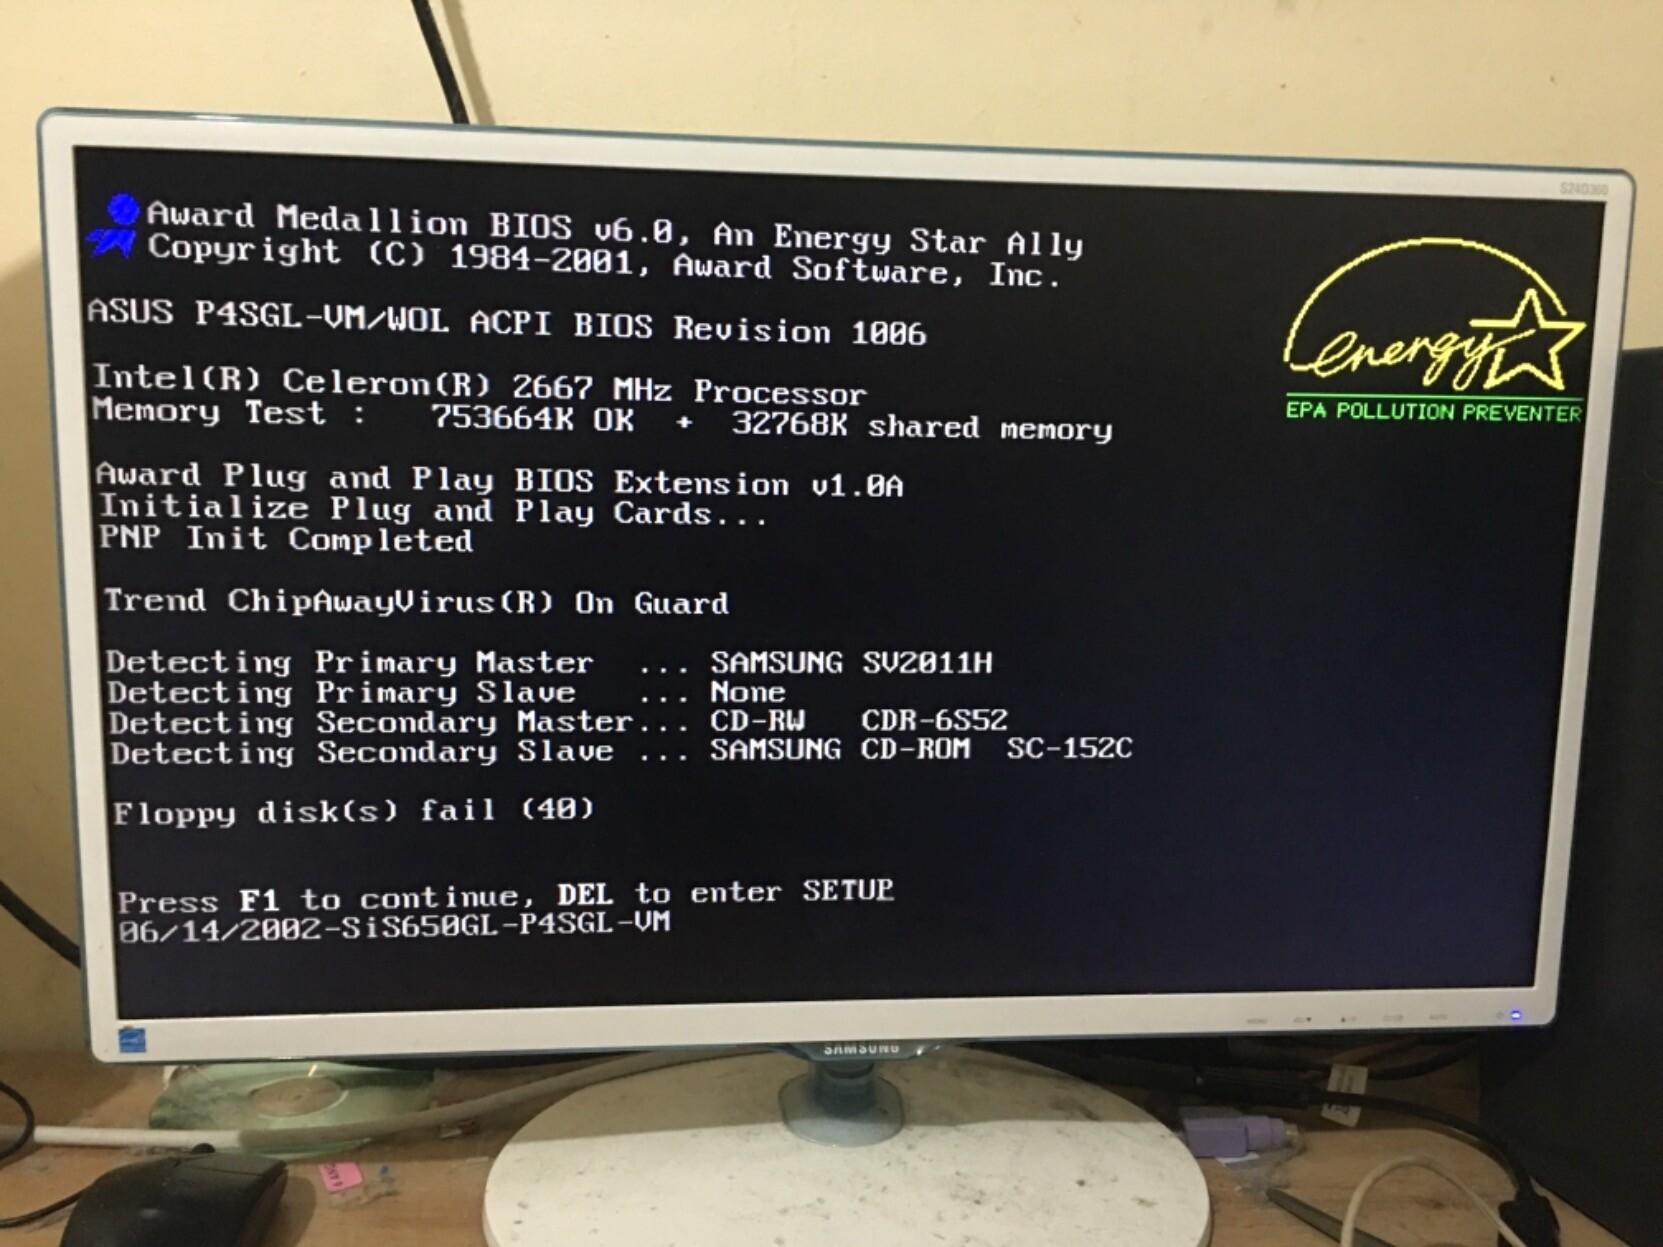 S24D360
Award Medallion BIOS v6.0, An Energy Star Ally
Copyright (C) 1984-2001, Award Software, Inc.
energy
EPA POLLUTION PREVENTER
ASUS P4SGL-VM/WOL ACPI BIOS Revision 1006
Intel(R) Celeron(R) 2667 MHz Processor
Memory Test :   753664K OK  +  32768K shared memory
Award Plug and Play BIOS Extension v1.0A
Initialize Plug and Play Cards...
PNP Init Completed
Trend ChipAwayVirus(R) On Guard
Detecting Primary Master  ... SAMSUNG SV2011H
Detecting Primary Slave   ... None
Detecting Secondary Master... CD-RW   CDR-6S52
Detecting Secondary Slave ... SAMSUNG CD-ROM  SC-152C
Floppy disk(s) fail (40)
Press F1 to continue, DEL to enter SETUP
06/14/2002-SiS650GL-P4SGL-VM
SAMSUNG